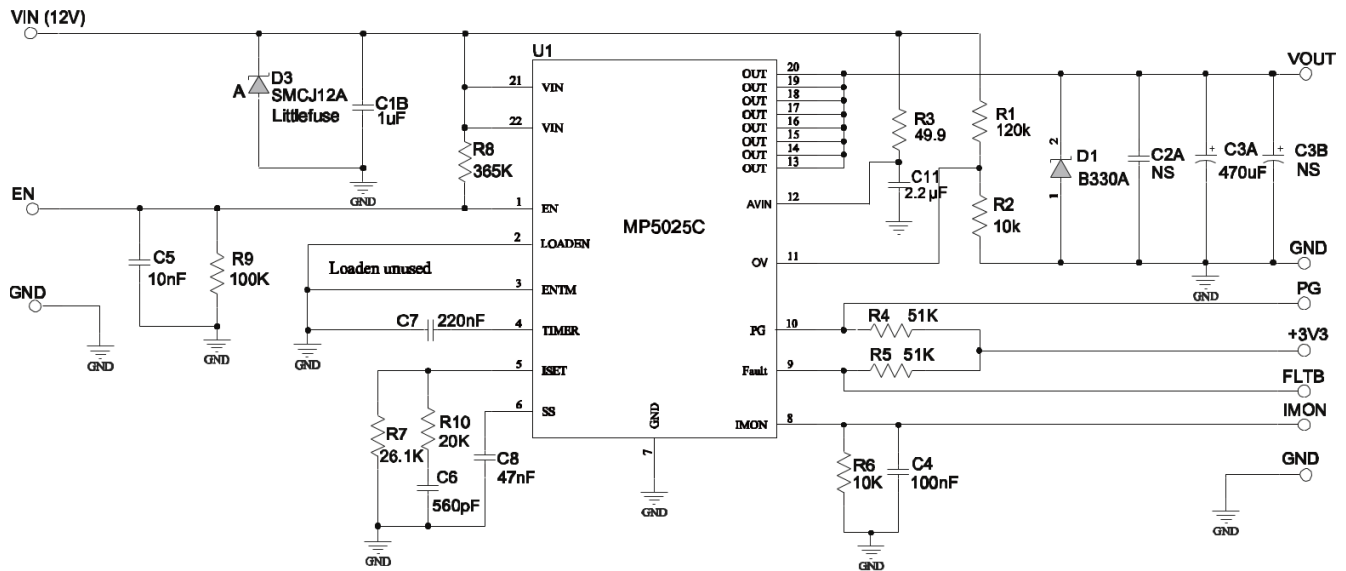 VIN (12V)
U1
VOUT
A
D3
SMCJ12A
Littlefuse
C1B
1uF
GND
21
VIN
22
VIN
R8
365K
OUT 20
OUT 19
OUT 18
OUT 17
OUT 16
OUT 15
OUT 14
OUT 13
R3
49.9
R1
120k
C11
2.2 µF
R2
10k
2
D1
B330A
1
C2A
NS
+
C3A
470uF
+
C3B
NS
EN
1
EN
MP5025C
AVIN
12
C5
10nF
R9
100K
GND
2
LOADEN
Loaden unused
3
ENTM
OV
11
GND
GND
GND
GND
C7
220nF
4
TIMER
GND
PG
PG
10
R4
51K
+3V3
Fault
9
R5
51K
FLTB
5
ISET
6
SS
IMON
8
IMON
R7
26.1K
R10
20K
C6
560pF
C8
47nF
GND
GND
7
GND
R6
10K
C4
100nF
GND
GND
GND